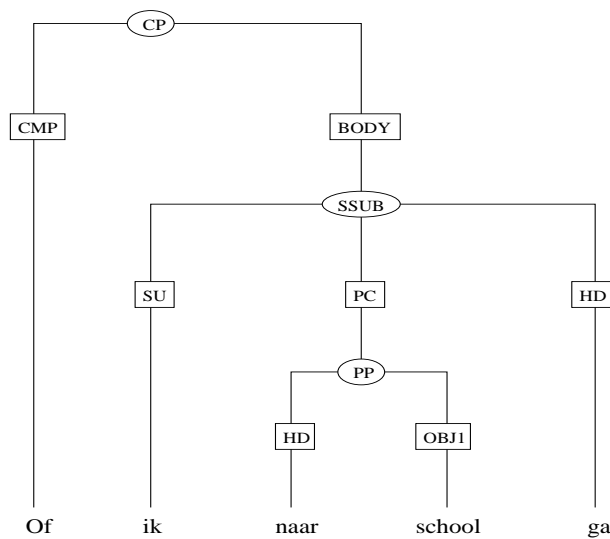 CP
CMP BODY
SSUB
SU PC HD
PP
HD OBJ1
Of ik naar school ga